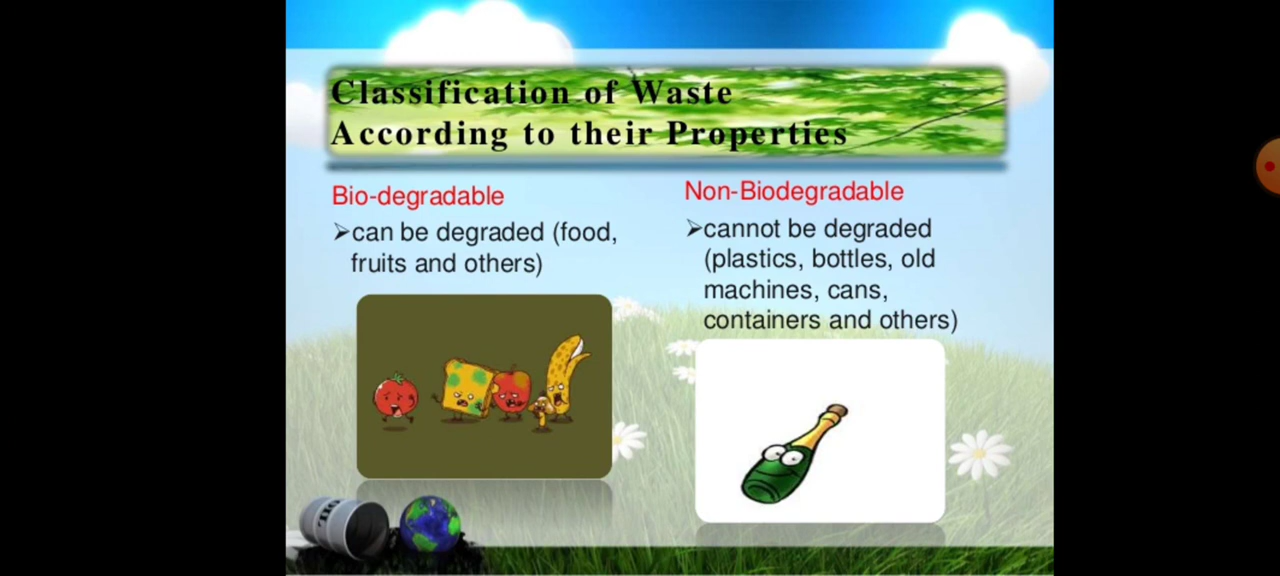 Classification of Waste
According to their Properties
Bio-degradable
➢can be degraded (food,
fruits and others)
Non-Biodegradable
➢cannot be degraded
(plastics, bottles, old
machines, cans,
containers and others)